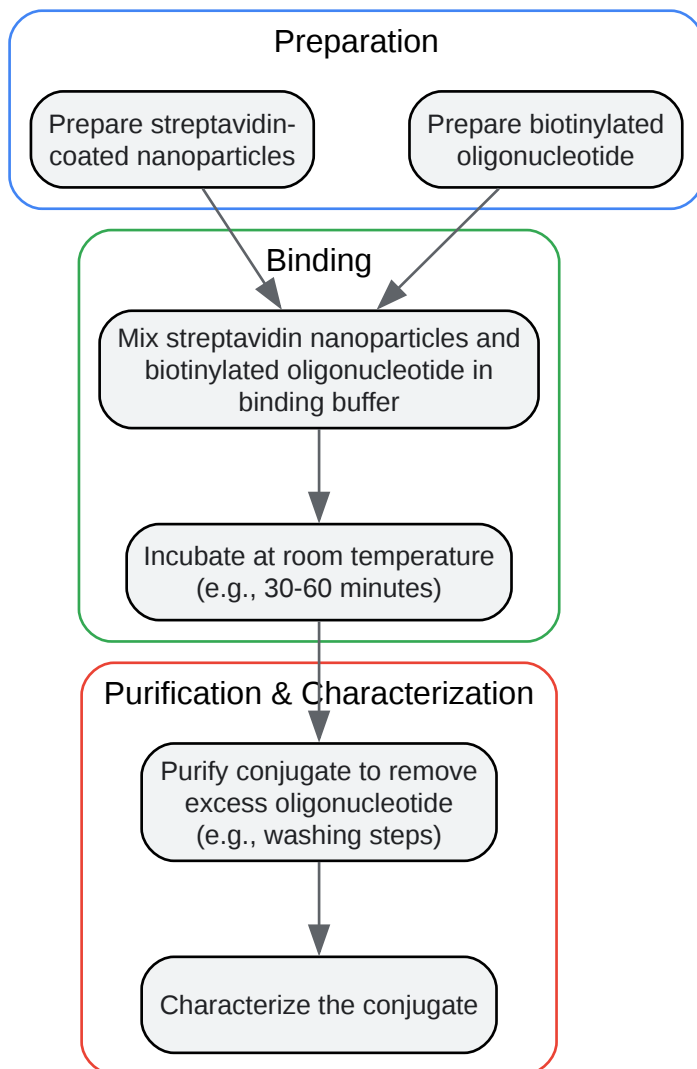 Preparation
Prepare streptavidin-
coated nanoparticles
Prepare biotinylated
oligonucleotide
Binding
Mix streptavidin nanoparticles and
biotinylated oligonucleotide in
binding buffer
Incubate at room temperature
(e.g., 30-60 minutes)
Purification & Characterization
Purify conjugate to remove
excess oligonucleotide
(e.g., washing steps)
Characterize the conjugate